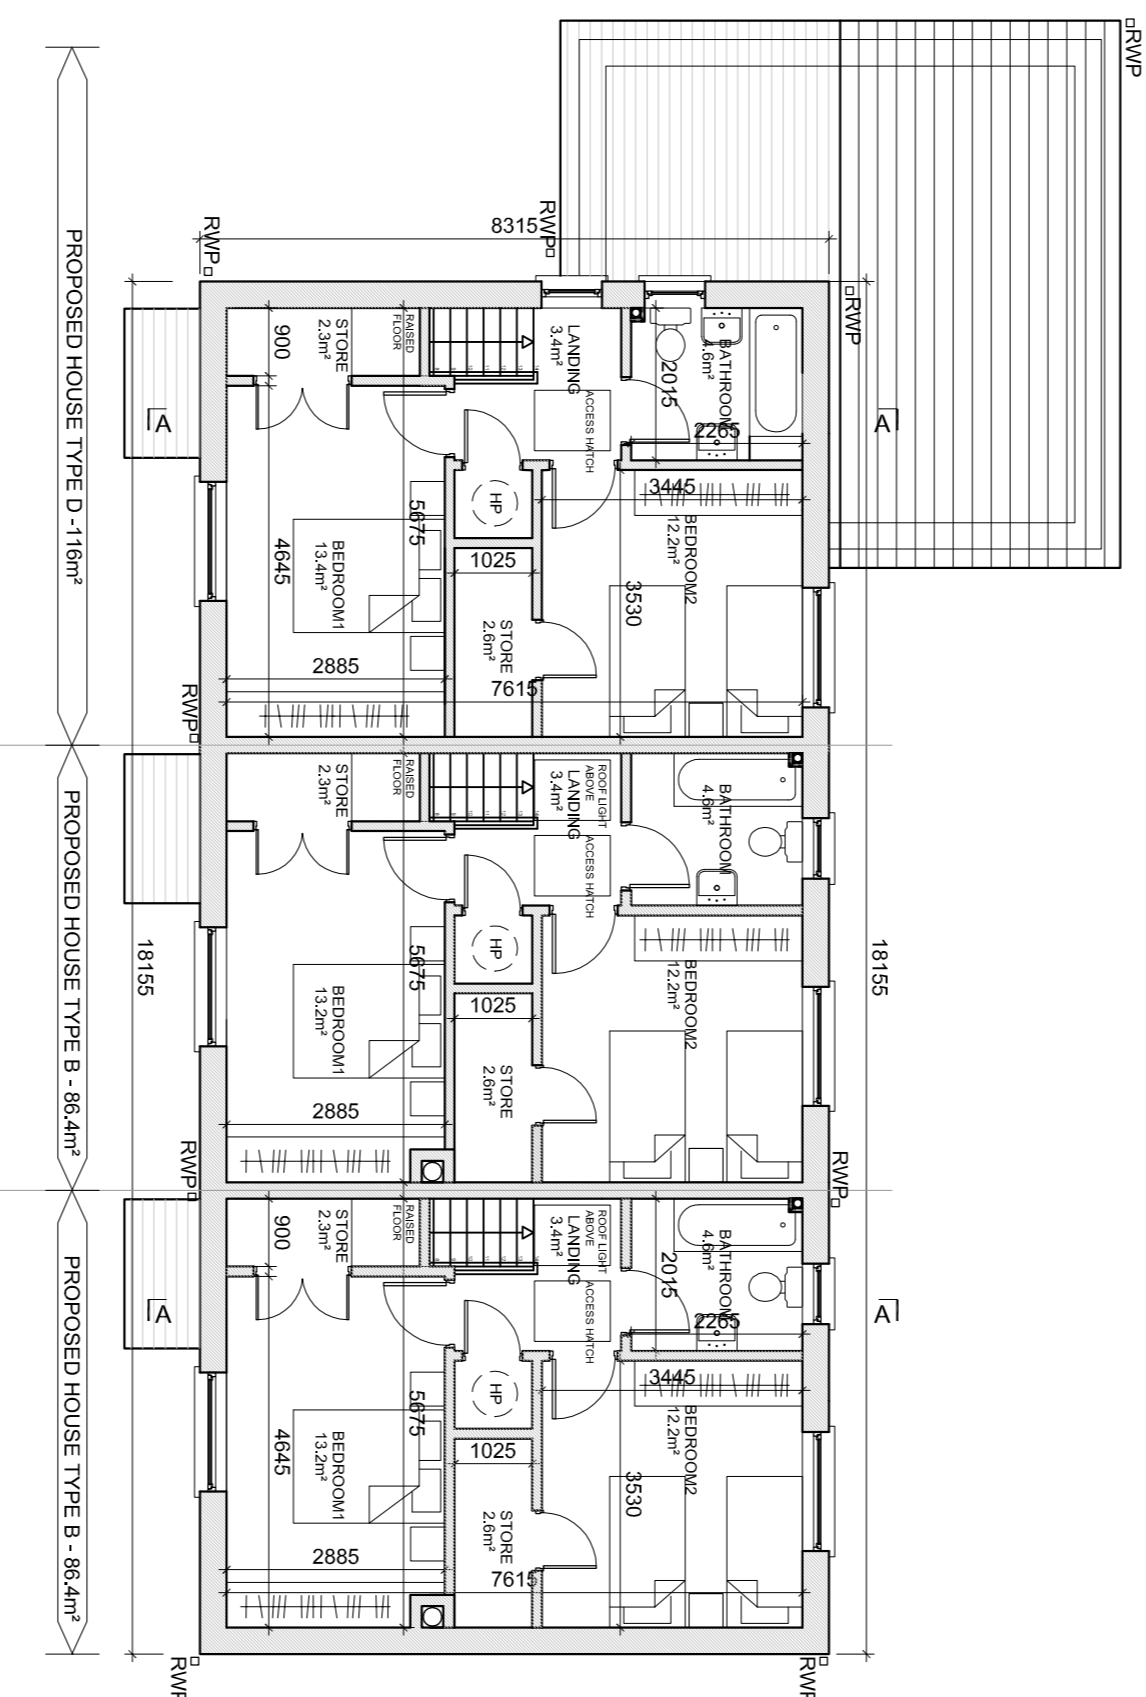 RWP
RWP
RWP
8315
RWP
PROPOSED HOUSE TYPE D -116m²
900
STORE
2.3m²
RAISED
FLOOR
LANDING
3.4m²
ACCESS HATCH
BATHROOM
4.6m²
2015
2265
A
A
HP
3445
5675
4645
BEDROOM1
13.4m²
1025
BEDROOM2
12.2m²
3530
STORE
2.6m²
2885
7615
RWP
PROPOSED HOUSE TYPE B - 86.4m²
STORE
2.3m²
RAISED
FLOOR
ROOF LIGHT
ABOVE
LANDING
3.4m²
ACCESS HATCH
BATHROOM
4.6m²
HP
5675
18155
18155
BEDROOM1
13.2m²
1025
BEDROOM2
12.2m²
STORE
2.6m²
2885
RWP
RWP
PROPOSED HOUSE TYPE B - 86.4m²
900
STORE
2.3m²
RAISED
FLOOR
ROOF LIGHT
ABOVE
LANDING
3.4m²
ACCESS HATCH
BATHROOM
4.6m²
2015
2265
A
A
HP
3445
5675
4645
BEDROOM1
13.2m²
1025
BEDROOM2
12.2m²
3530
STORE
2.6m²
2885
7615
RWP
RWP